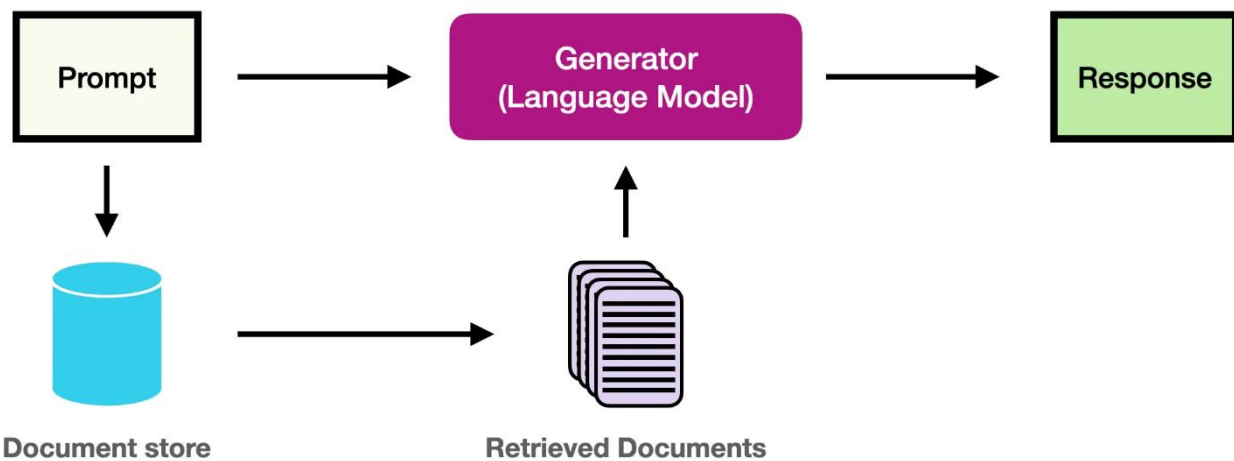 Prompt
Generator
(Language Model)
Response
Document store
Retrieved Documents